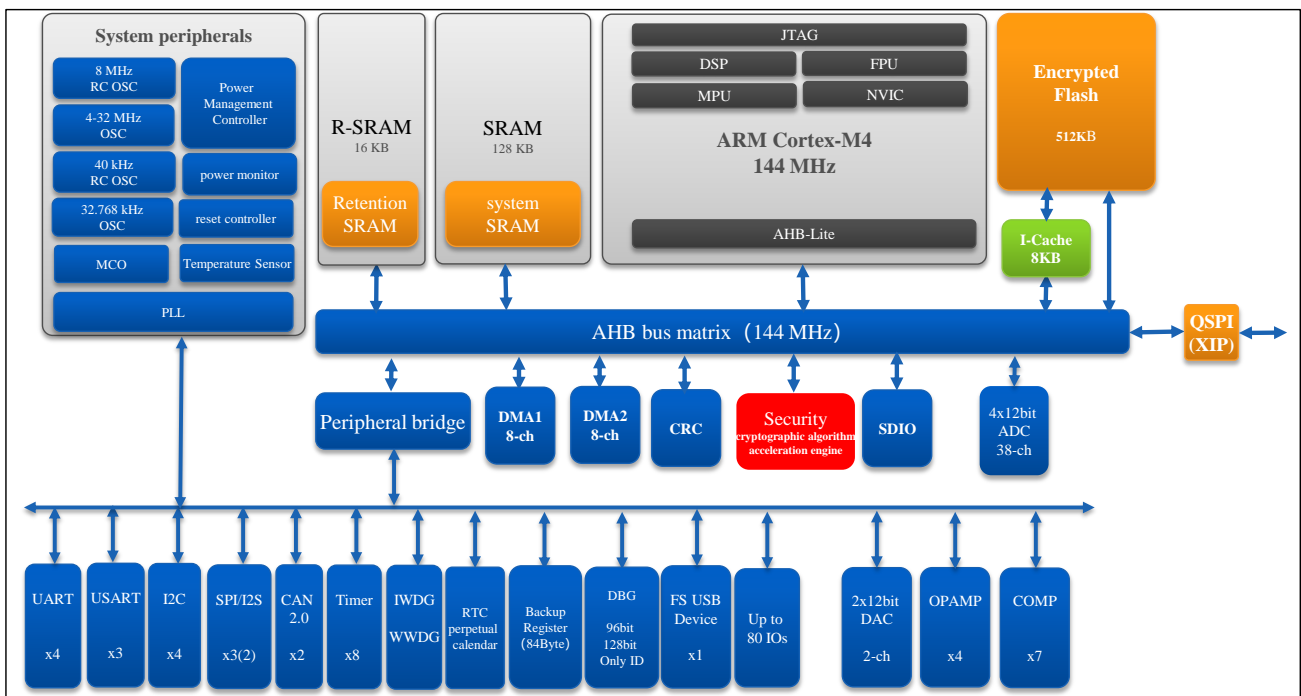 System peripherals
8 MHz
RC OSC
4-32 MHz
OSC
40 kHz
RC OSC
32.768 kHz
OSC
MCO
Power
Management
Controller
power monitor
reset controller
Temperature Sensor
PLL
R-SRAM
16 KB
Retention
SRAM
SRAM
128 KB
system
SRAM
JTAG
DSP
FPU
MPU
NVIC
ARM Cortex-M4
144 MHz
AHB-Lite
Encrypted
Flash
512KB
I-Cache
8KB
AHB bus matrix（144 MHz）
QSPI
(XIP)
Peripheral bridge
DMA1
8-ch
DMA2
8-ch
CRC
Security
cryptographic algorithm
acceleration engine
SDIO
4x12bit
ADC
38-ch
UART
x4
USART
x3
I2C
x4
SPI/I2S
x3(2)
CAN
2.0
x2
Timer
x8
IWDG
WWDG
RTC
perpetual
calendar
Backup
Register
（84Byte）
DBG
96bit
128bit
Only ID
FS USB
Device
x1
Up to
80 IOs
2x12bit
DAC
2-ch
OPAMP
x4
COMP
x7